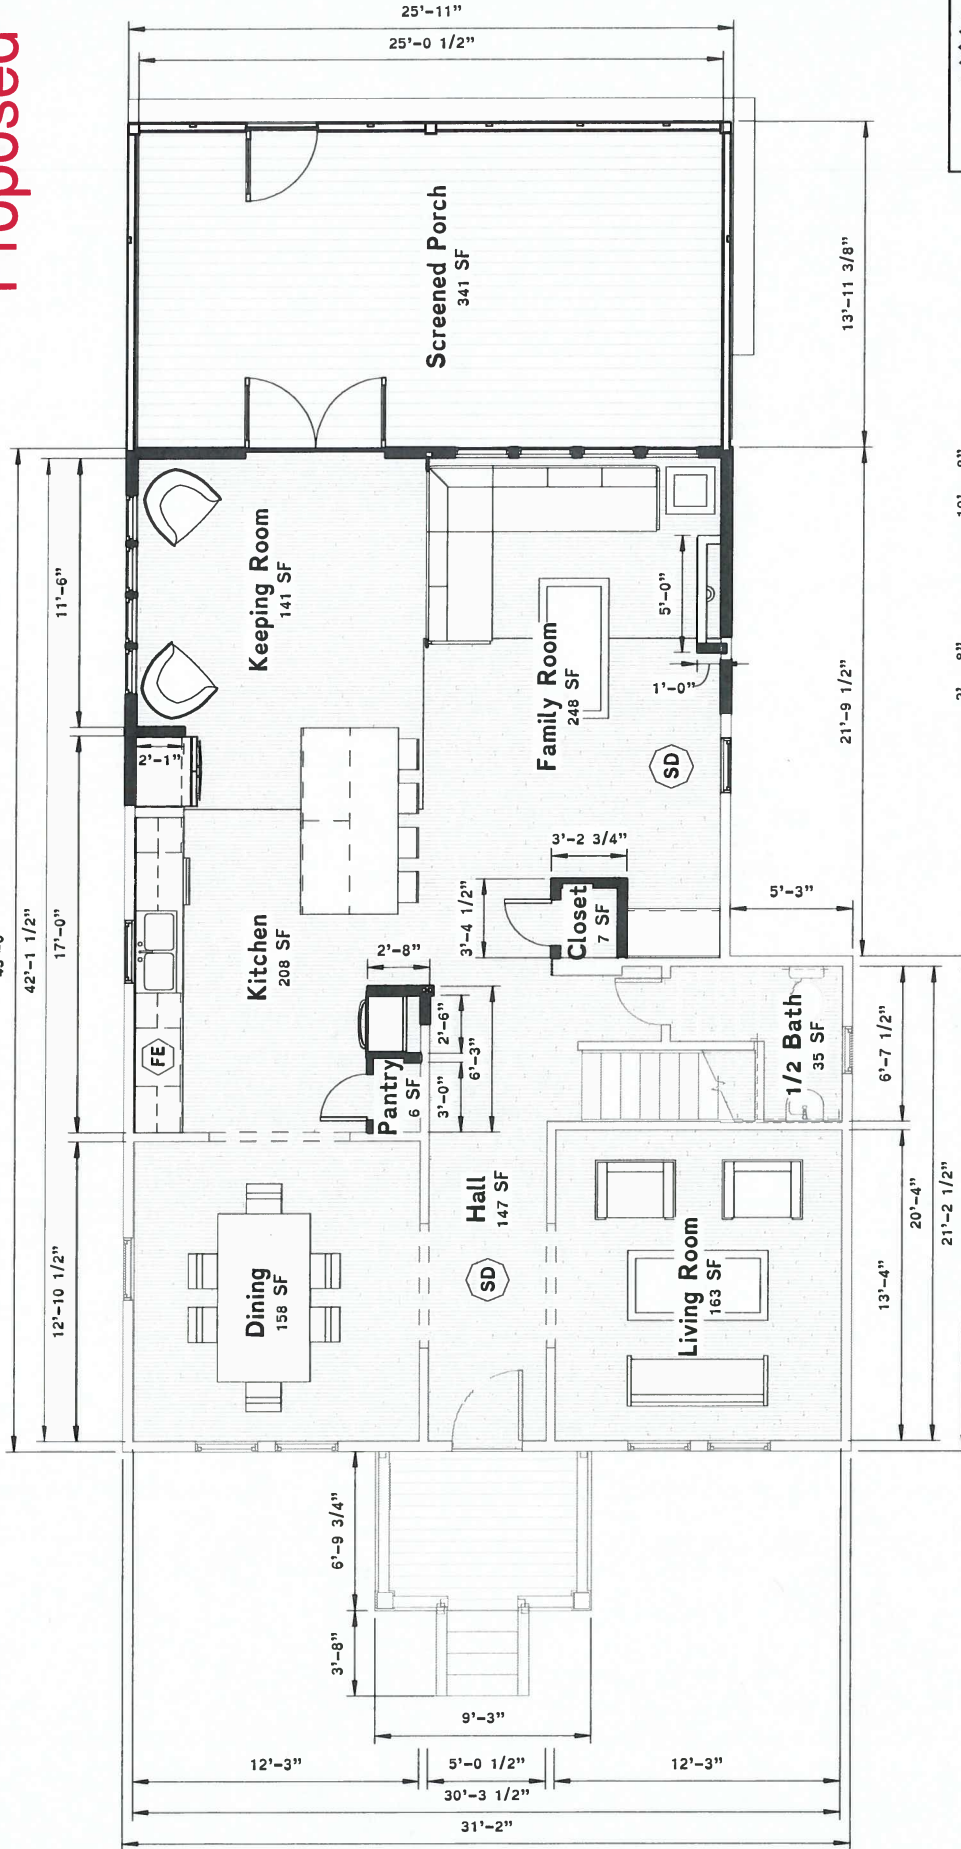 Proposed
25'-11"
25'-0 1/2"
Screened Porch
341 SF
13'-11 3/8"
Keeping Room
141 SF
11'-6"
5'-0"
1'-0"
Family Room
248 SF
21'-9 1/2"
2'-1"
SD
42'-1 1/2"
17'-0"
3'-2 3/4"
3'-4 1/2"
Closet
7 SF
5'-3"
Kitchen
208 SF
2'-8"
FE
2'-6"
6'-3"
3'-0"
Pantry
6 SF
1/2 Bath
35 SF
6'-7 1/2"
Hall
147 SF
SD
12'-10 1/2"
Dining
158 SF
Living Room
163 SF
13'-4"
20'-4"
21'-2 1/2"
6'-9 3/4"
3'-8"
9'-3"
12'-3"
5'-0 1/2"
12'-3"
30'-3 1/2"
31'-2"